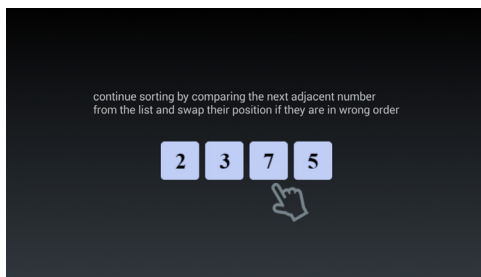 continue sorting by comparing the next adjacent number
from the list and swap their position if they are in wrong order
2 3 7 5